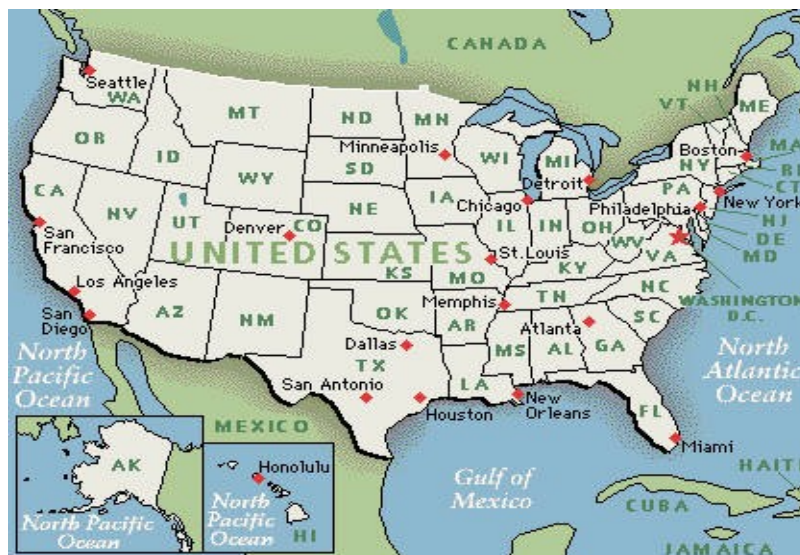 CANADA
Seattle
WA
MT
ND
MN
NH
VT
ME
OR
ID
Minneapolis
WI
MI
Boston
MA
NY
SD
WY
Detroit
RI
CT
CA
NV
UT
NE
IA
Chicago
PA
New York
Philadelphia
NJ
San
Francisco
Denver
CO
IL
IN
OH
DE
MD
WV
VA
UNITED STATES
St.Louis
KS
MO
KY
WASHINGTON
D.C.
Los Angeles
San
Diego
AZ
NM
OK
Memphis
TN
NC
AR
Atlanta
SC
North
Pacific
Ocean
Dallas
TX
MS
AL
GA
North
Atlantic
Ocean
San Antonio
LA
Houston
New
Orleans
FL
MEXICO
Miami
AK
Honolulu
Gulf of
Mexico
HAITI
CUBA
North Pacific
Ocean
North
Pacific
Ocean
HI
JAMAICA